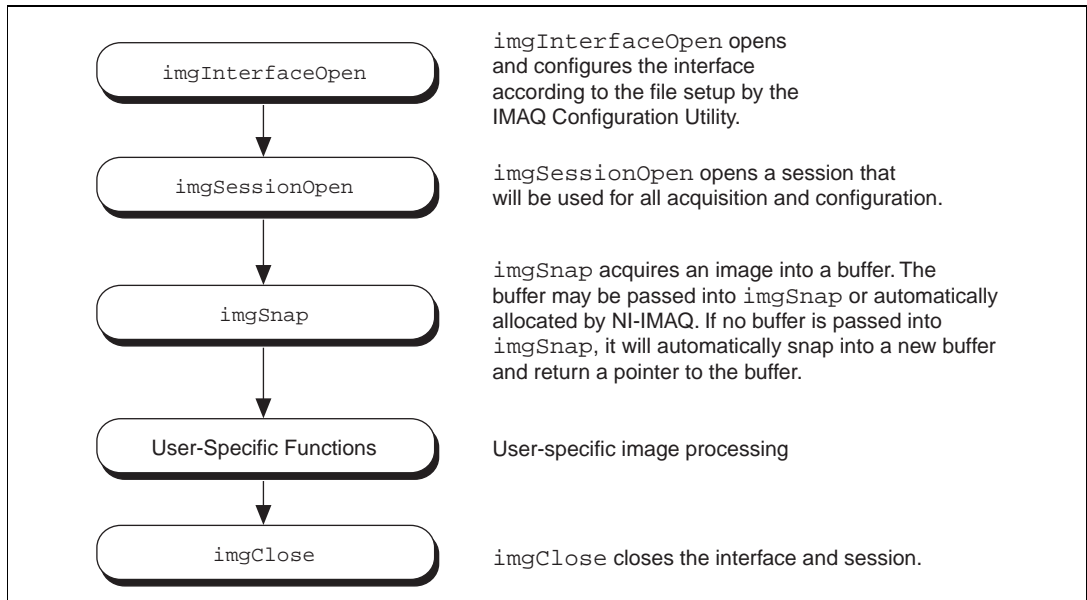 imgInterfaceOpen
imgInterfaceOpen opens
and configures the interface
according to the file setup by the
IMAQ Configuration Utility.
imgSessionOpen
imgSessionOpen opens a session that
will be used for all acquisition and configuration.
imgSnap
imgSnap acquires an image into a buffer. The
buffer may be passed into imgSnap or automatically
allocated by NI-IMAQ. If no buffer is passed into
imgSnap, it will automatically snap into a new buffer
and return a pointer to the buffer.
User-Specific Functions
User-specific image processing
imgClose
imgClose closes the interface and session.